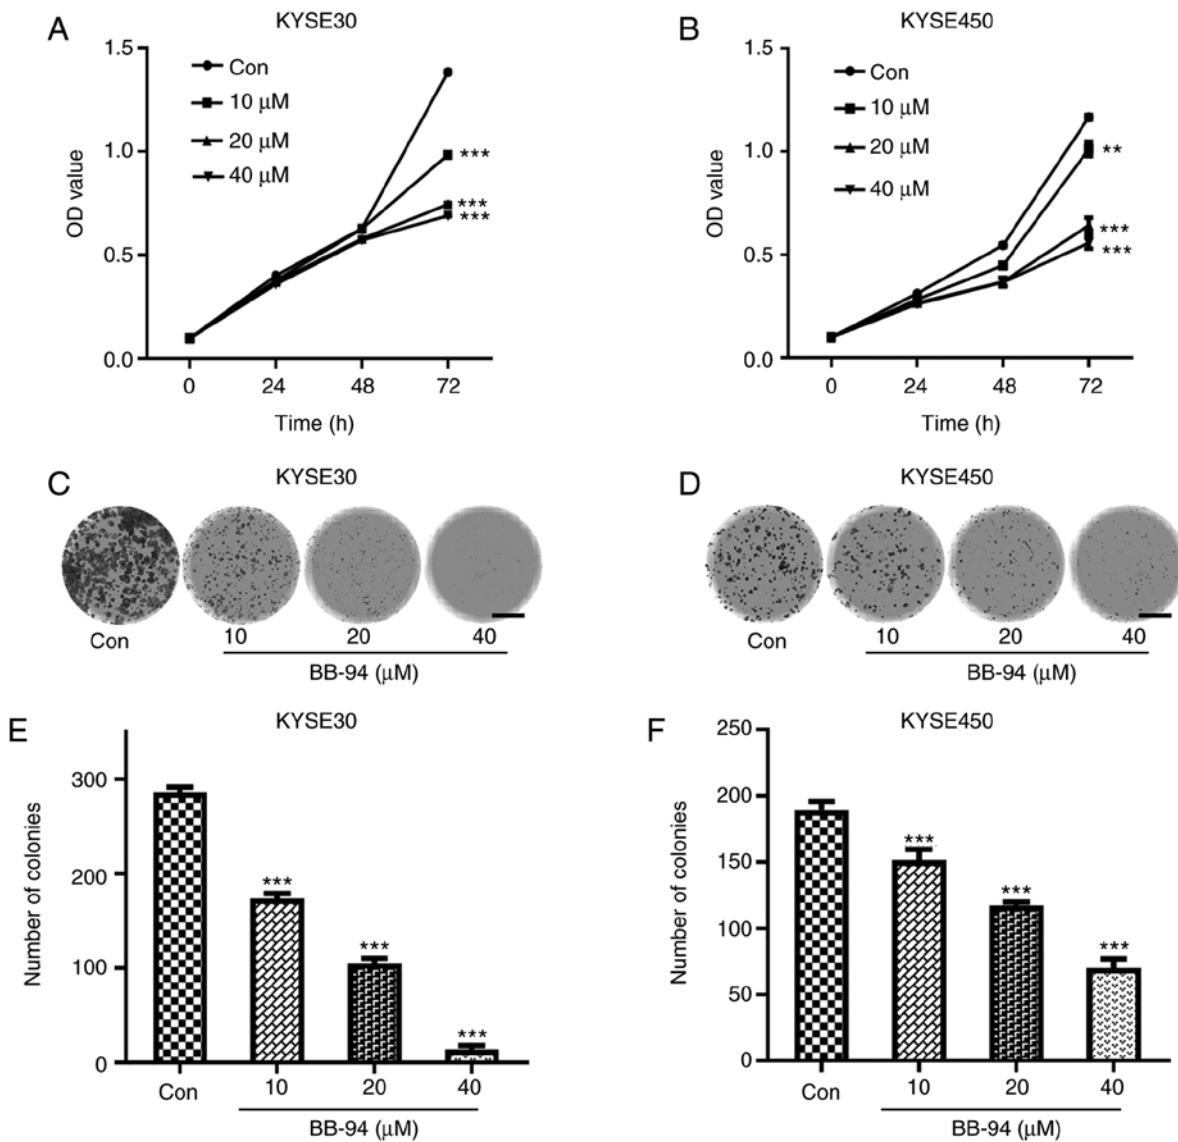 A
KYSE30
1.5
1.0
0.5
0.0
OD value
Con
10 μM
20 μM
40 μM
***
***
***
0 24 48 72
Time (h)
B
KYSE450
1.5
1.0
0.5
0.0
OD value
Con
10 μM
20 μM
40 μM
**
***
***
0 24 48 72
Time (h)
C
KYSE30
Con 10 20 40
BB-94 (μM)
D
KYSE450
Con 10 20 40
BB-94 (μM)
E
KYSE30
300
200
100
0
Number of colonies
***
***
***
Con 10 20 40
BB-94 (μM)
F
KYSE450
250
200
150
100
50
0
Number of colonies
***
***
***
Con 10 20 40
BB-94 (μM)